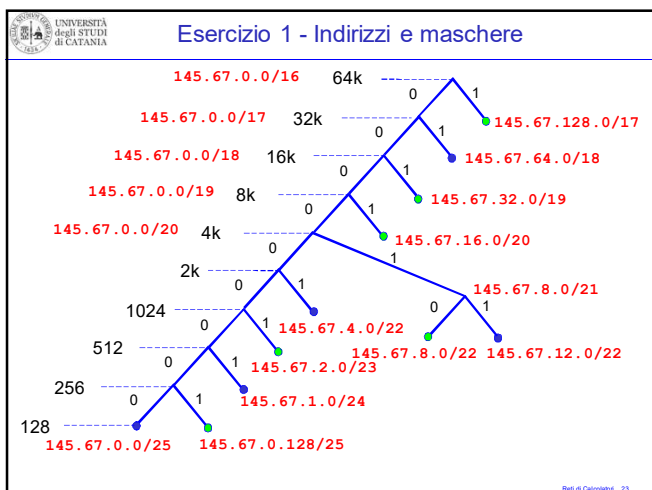 UNIVERSITÀ
degli STUDI
di CATANIA
Esercizio 1 - Indirizzi e maschere
145.67.0.0/16 64k 0 1
145.67.0.0/17 32k 0 1 145.67.128.0/17
145.67.0.0/18 16k 0 1 145.67.64.0/18
145.67.0.0/19 8k 0 1 145.67.32.0/19
145.67.0.0/20 4k 0 1 145.67.16.0/20
2k 0 1 145.67.8.0/21
1024 0 1 145.67.4.0/22 0 1
145.67.8.0/22 145.67.12.0/22
512 0 1 145.67.2.0/23
256 0 1 145.67.1.0/24
128 145.67.0.0/25 145.67.0.128/25
Reti di Calcolatori 23